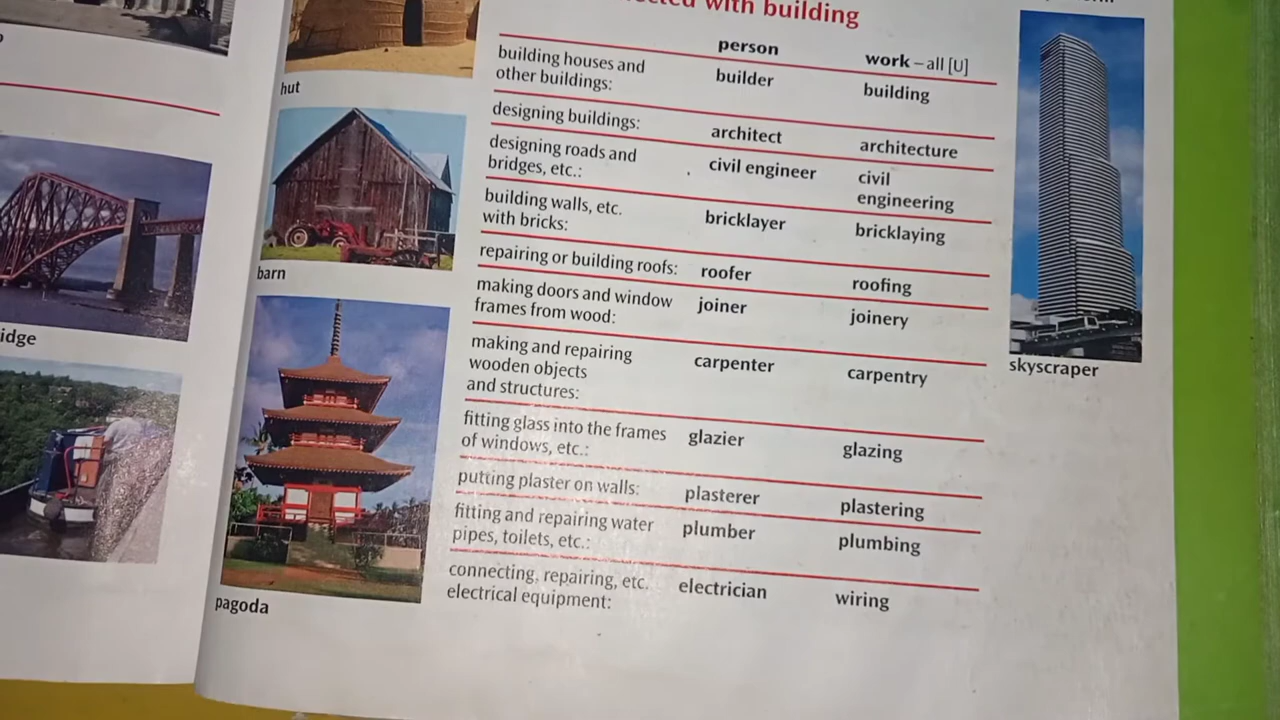 with building
person
work – all [U]
building houses and
other buildings:
builder
building
designing buildings:
architect
architecture
designing roads and
bridges, etc.:
civil engineer
civil
engineering
building walls, etc.
with bricks:
bricklayer
bricklaying
repairing or building roofs:
roofer
roofing
making doors and window
frames from wood:
joiner
joinery
making and repairing
wooden objects
and structures:
carpenter
carpentry
fitting glass into the frames
of windows, etc.:
glazier
glazing
putting plaster on walls:
plasterer
plastering
fitting and repairing water
pipes, toilets, etc.:
plumber
plumbing
connecting, repairing, etc.
electrical equipment:
electrician
wiring
hut
barn
pagoda
idge
skyscraper